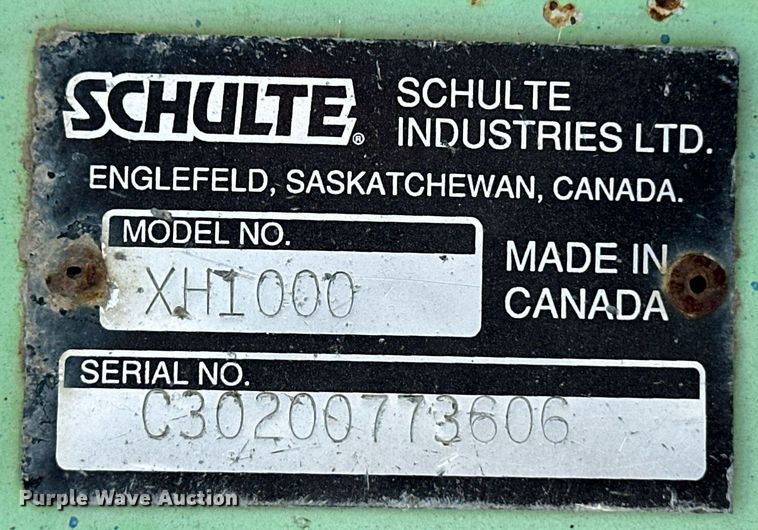 SCHULTE®
SCHULTE
INDUSTRIES LTD.
ENGLEFELD, SASKATCHEWAN, CANADA.
MODEL NO.
XH1000
MADE IN
CANADA
SERIAL NO.
C30200773606
Purple Wave Auction